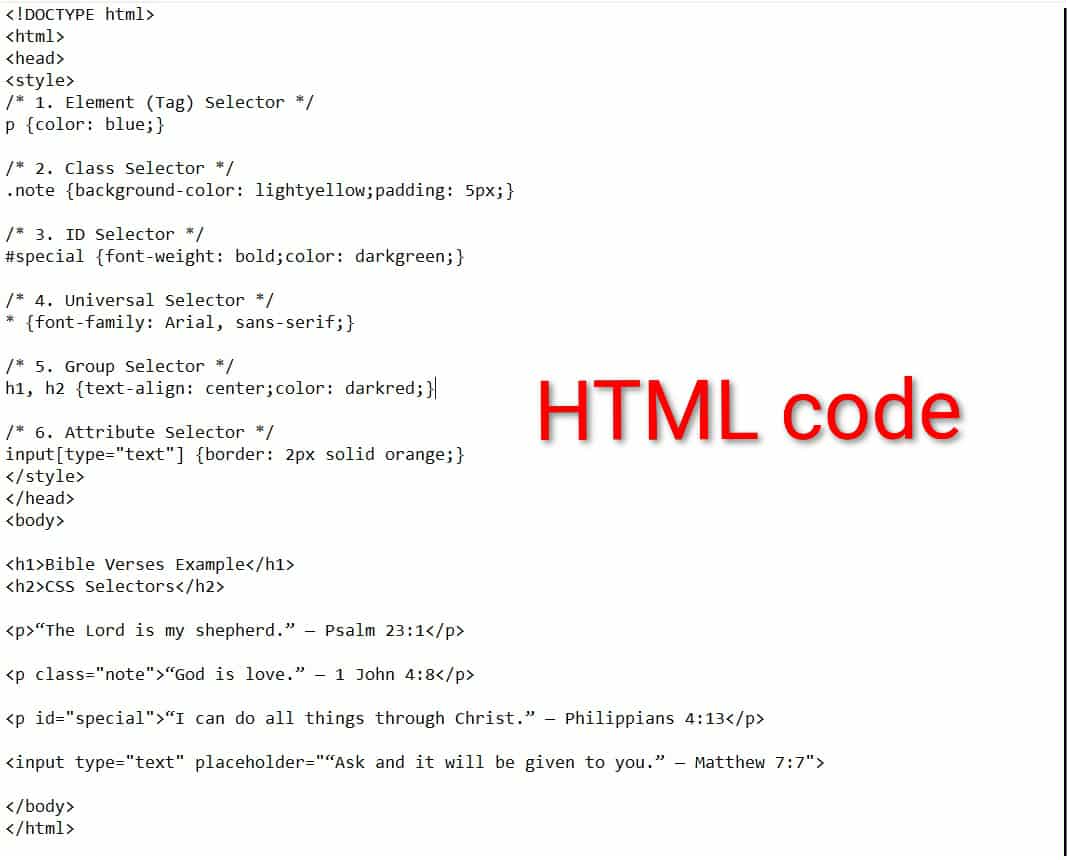 <!DOCTYPE html>
<html>
<head>
<style>
/* 1. Element (Tag) Selector */
p {color: blue;}
/* 2. Class Selector */
.note {background-color: lightyellow;padding: 5px;}
/* 3. ID Selector */
#special {font-weight: bold;color: darkgreen;}
/* 4. Universal Selector */
* {font-family: Arial, sans-serif;}
/* 5. Group Selector */
h1, h2 {text-align: center;color: darkred;}
HTML code
/* 6. Attribute Selector */
input[type="text"] {border: 2px solid orange;}
</style>
</head>
<body>
<h1>Bible Verses Example</h1>
<h2>CSS Selectors</h2>
<p>“The Lord is my shepherd.” – Psalm 23:1</p>
<p class="note">“God is love.” – 1 John 4:8</p>
<p id="special">“I can do all things through Christ.” – Philippians 4:13</p>
<input type="text" placeholder="“Ask and it will be given to you.” – Matthew 7:7">
</body>
</html>